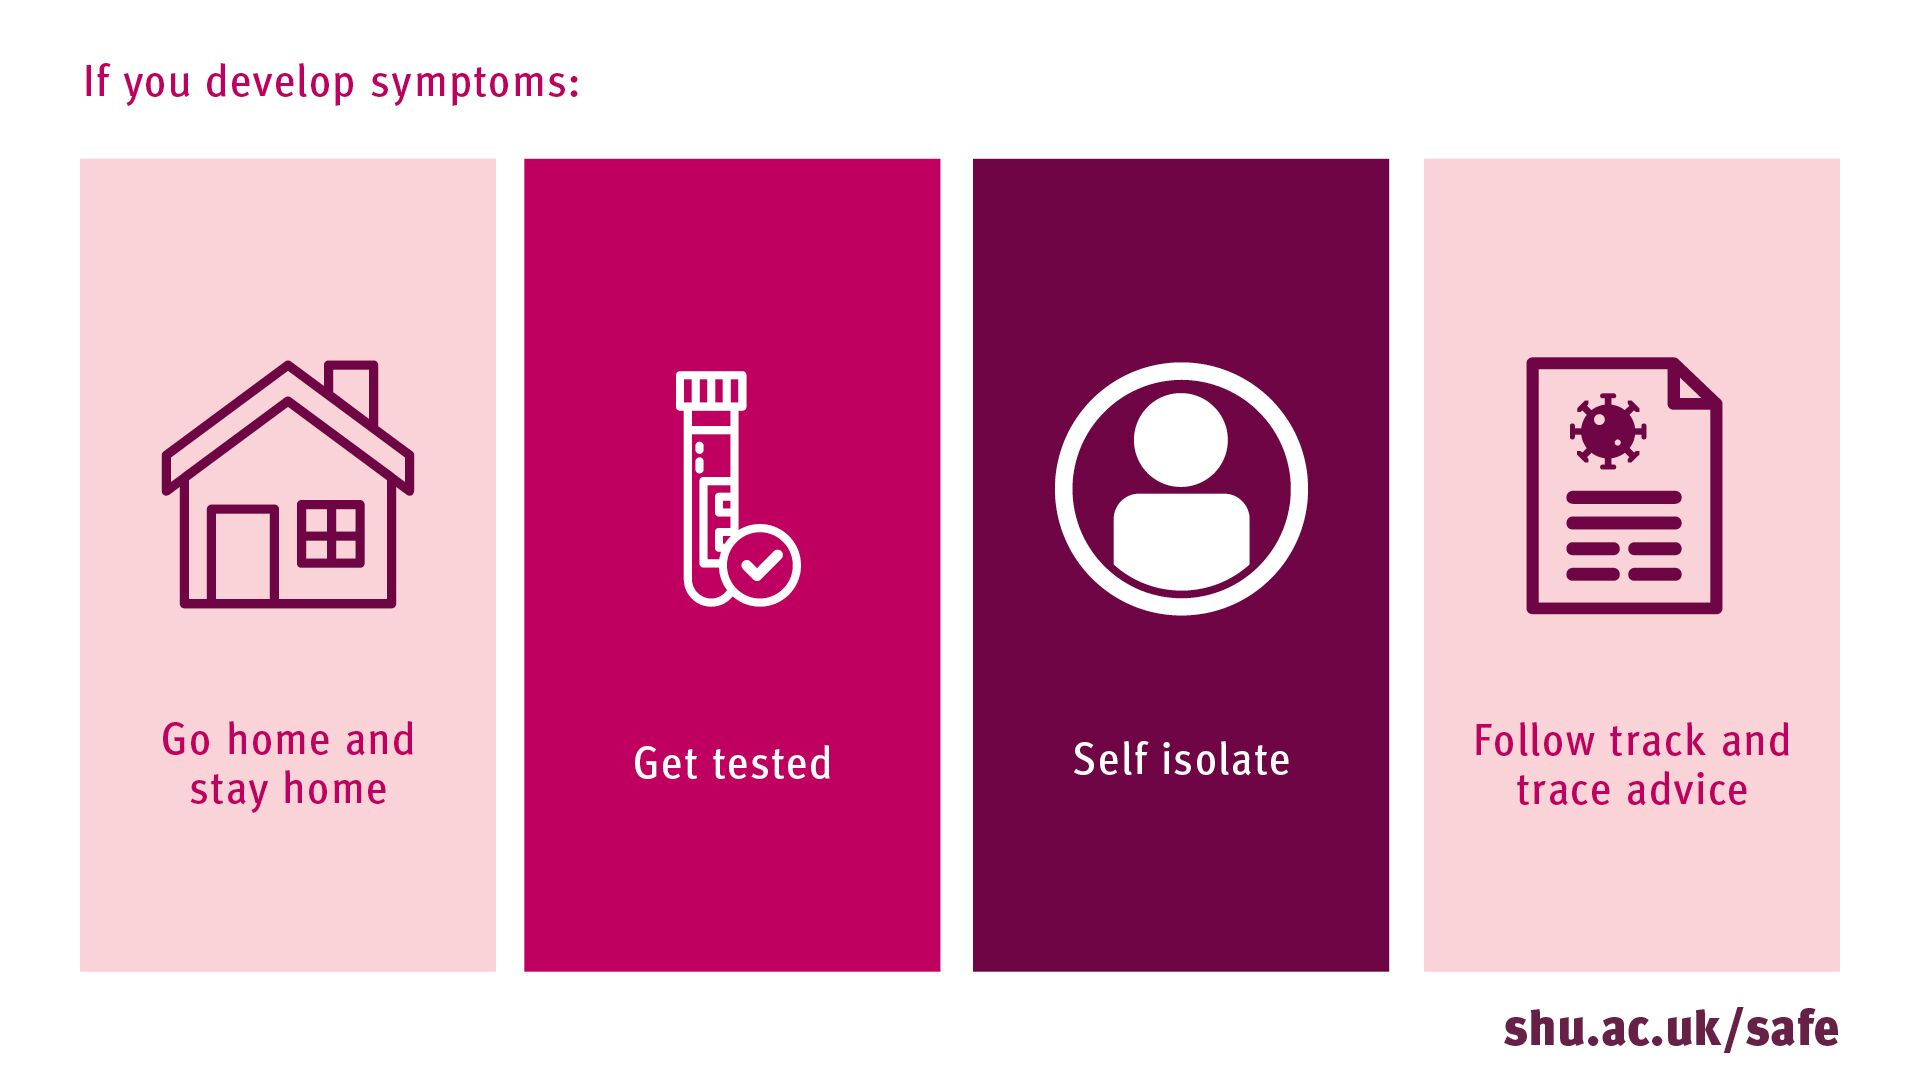 If you develop symptoms:
Go home and
stay home
Get tested
Self isolate
Follow track and
trace advice
shu.ac.uk/safe